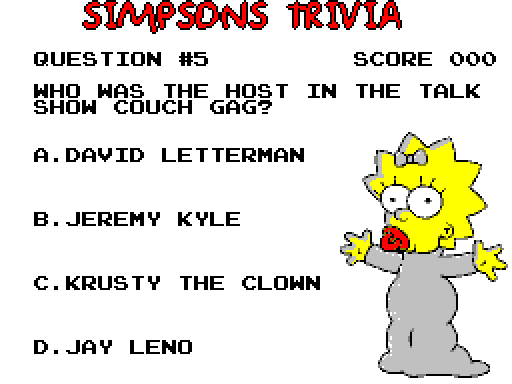 SIMPSONS TRIVIA
QUESTION #5 SCORE 000
WHO WAS THE HOST IN THE TALK
SHOW COUCH GAG?
A.DAVID LETTERMAN
B.JEREMY KYLE
C.KRUSTY THE CLOWN
D.JAY LENO